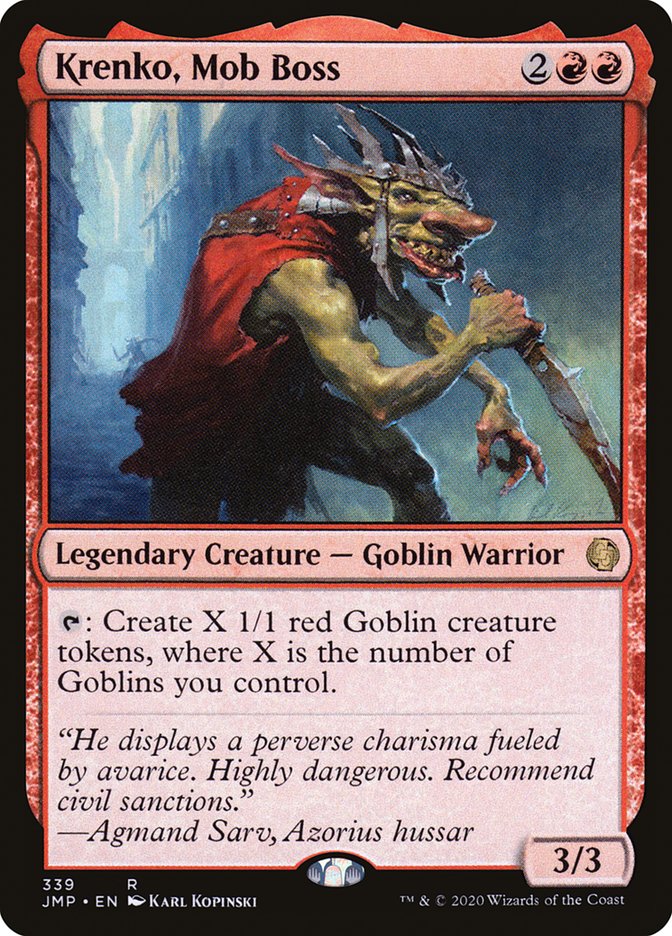 Krenko, Mob Boss 2
Legendary Creature — Goblin Warrior
: Create X 1/1 red Goblin creature
tokens, where X is the number of
Goblins you control.
“He displays a perverse charisma fueled
by avarice. Highly dangerous. Recommend
civil sanctions.”
—Agmand Sarv, Azorius hussar
3/3
339 R
JMP • EN Karl Kopinski ™ & © 2020 Wizards of the Coast